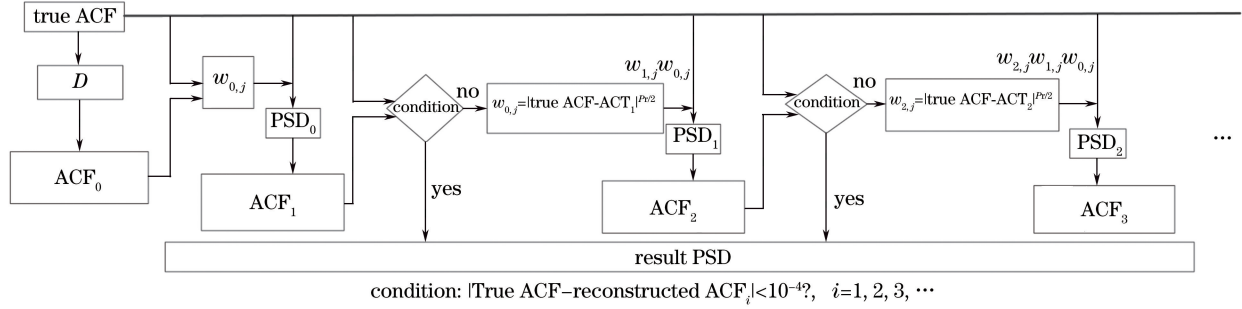 true ACF
D
ACF₀
w₀,ⱼ
PSD₀
ACF₁
condition
no
yes
w₀,ⱼ=|true ACF-ACT₁|^Pr/2
w₁,ⱼw₀,ⱼ
PSD₁
ACF₂
condition
no
yes
w₂,ⱼ=|true ACF-ACT₂|^Pr/2
w₂,ⱼw₁,ⱼw₀,ⱼ
PSD₂
ACF₃
...
result PSD
condition: |True ACF−reconstructed ACFᵢ|<10⁻⁴?, i=1, 2, 3, ⋯